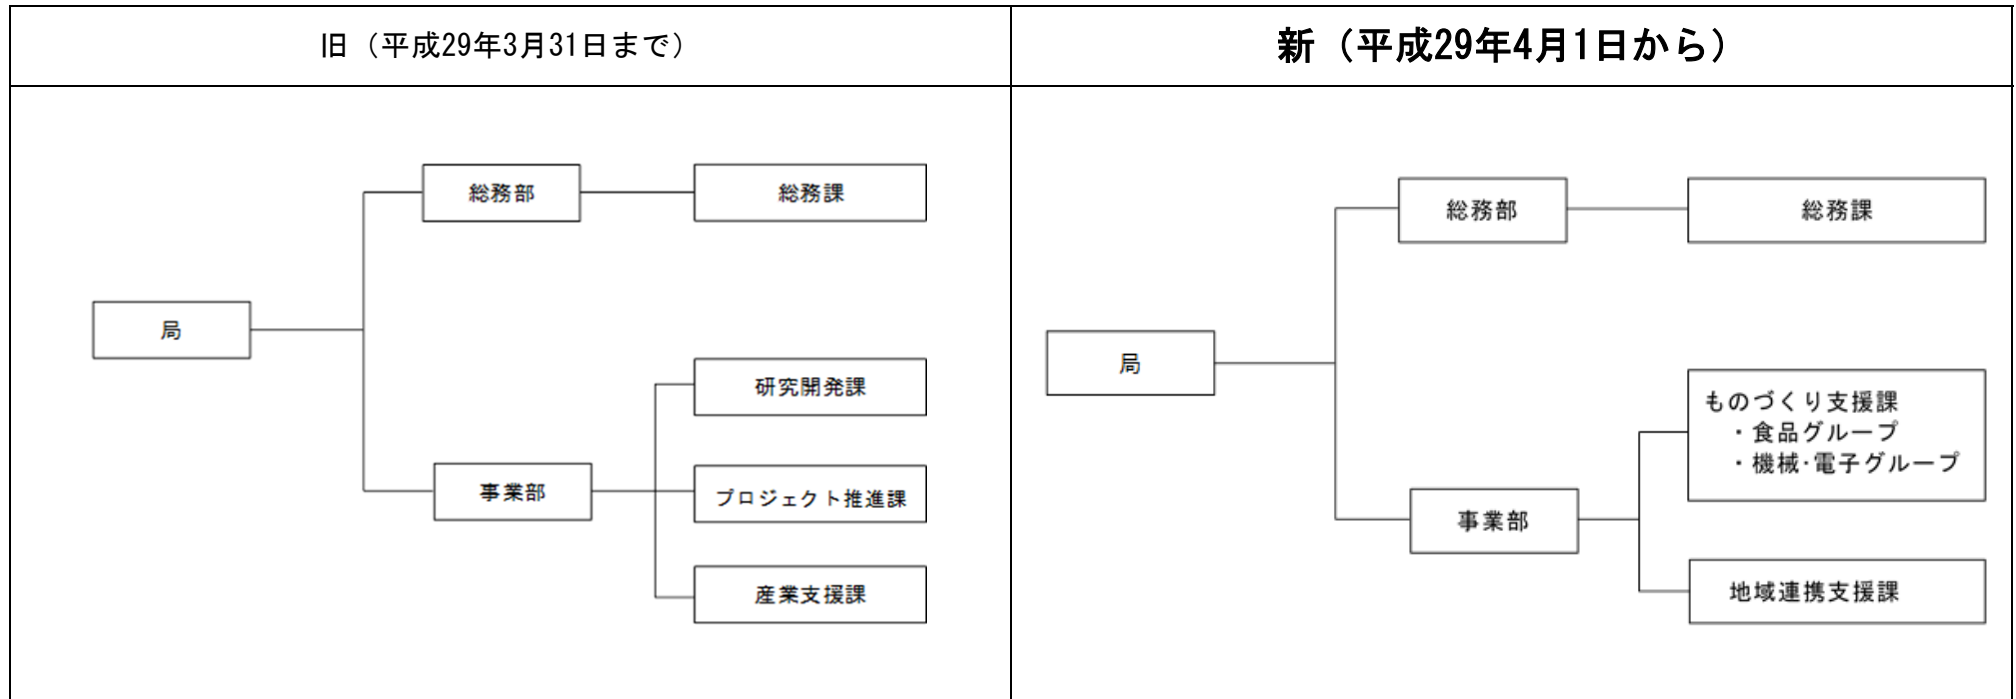 旧（平成29年3月31日まで）
新（平成29年4月1日から）
総務部
総務課
局
研究開発課
事業部
プロジェクト推進課
産業支援課
総務部
総務課
局
ものづくり支援課
・食品グループ
・機械･電子グループ
事業部
地域連携支援課